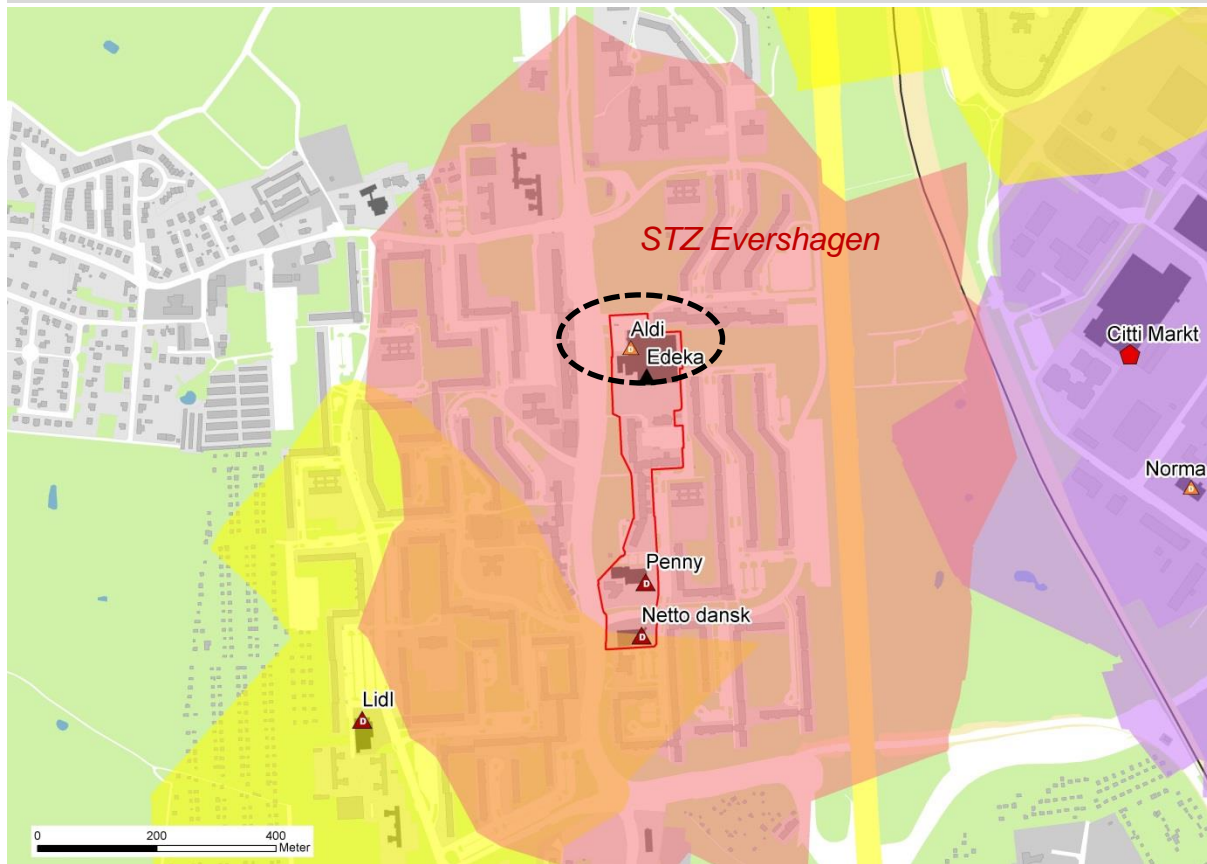 STZ Evershagen
Aldi
Edeka
Citti Markt
Norma
D
Penny
D
Netto dansk
D
Lidl
D
0 200 400
Meter